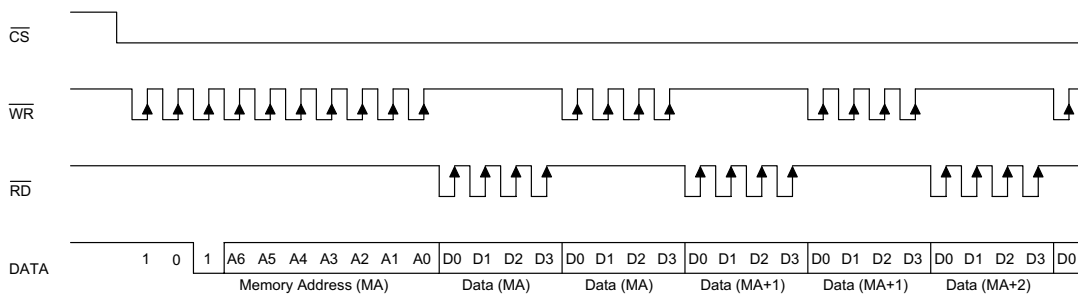 CS
WR
RD
DATA 1 0 1 A6 A5 A4 A3 A2 A1 A0 D0 D1 D2 D3 D0 D1 D2 D3 D0 D1 D2 D3 D0 D1 D2 D3 D0 D1 D2 D3 D0
Memory Address (MA) Data (MA) Data (MA) Data (MA+1) Data (MA+1) Data (MA+2)